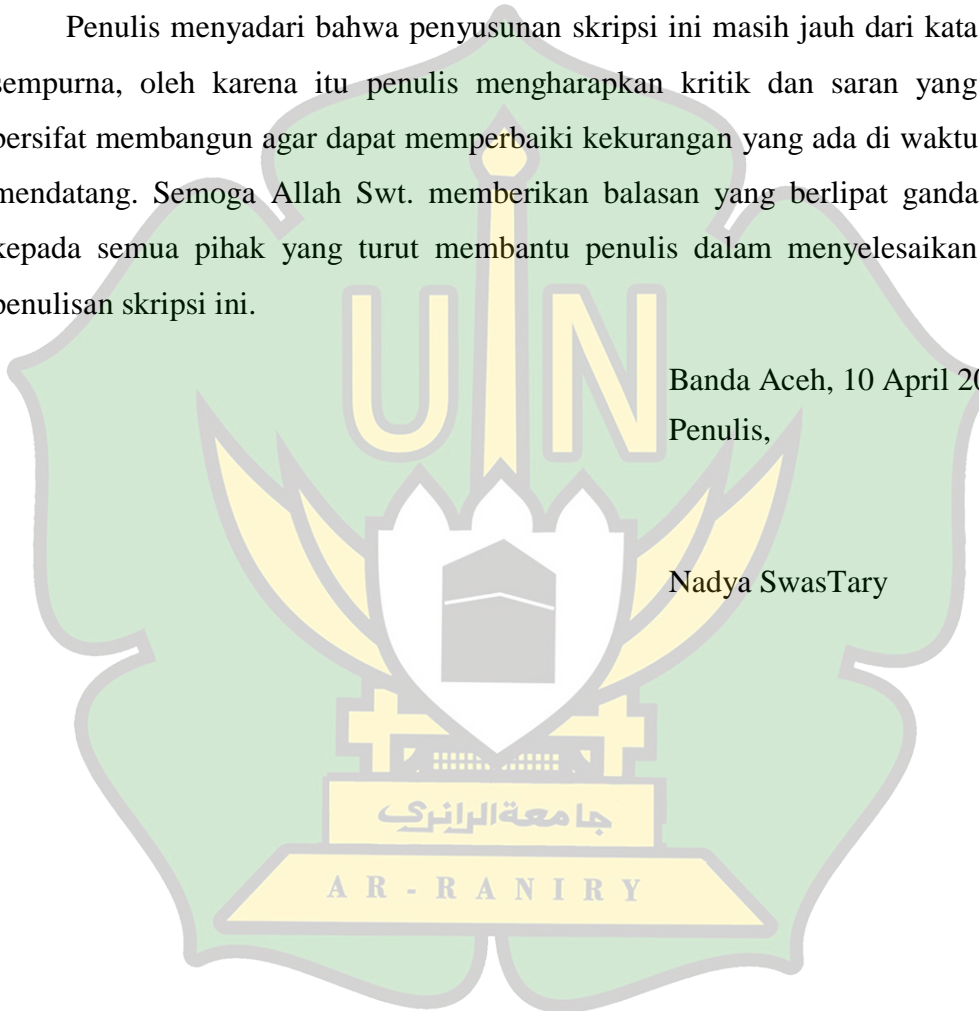 Penulis menyadari bahwa penyusunan skripsi ini masih jauh dari kata
sempurna, oleh karena itu penulis mengharapkan kritik dan saran yang
bersifat membangun agar dapat memperbaiki kekurangan yang ada di waktu
mendatang. Semoga Allah Swt. memberikan balasan yang berlipat ganda
kepada semua pihak yang turut membantu penulis dalam menyelesaikan
penulisan skripsi ini.
Banda Aceh, 10 April 20
Penulis,
Nadya SwasTary
UIN
جامعةالرانري
AR-RANIRY